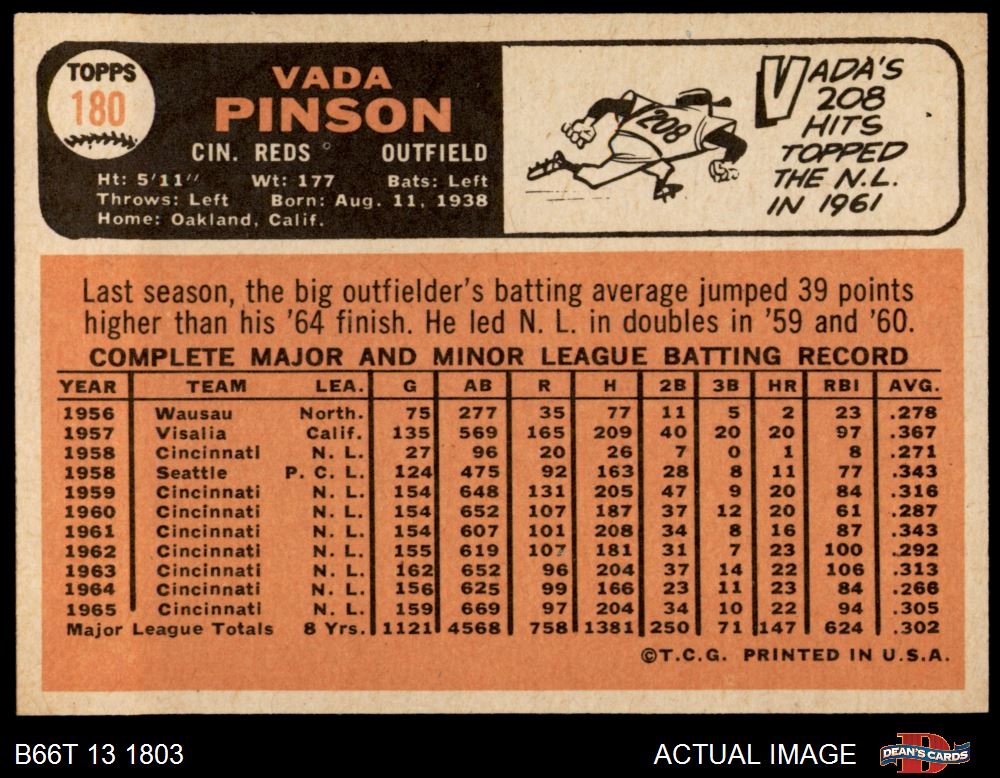 TOPPS
180
VADA
PINSON
CIN. REDS OUTFIELD
Ht: 5'11" Wt: 177 Bats: Left
Throws: Left Born: Aug. 11, 1938
Home: Oakland, Calif.
208
VADA'S
208
HITS
TOPPED
THE N.L.
IN 1961
Last season, the big outfielder's batting average jumped 39 points
higher than his '64 finish. He led N. L. in doubles in '59 and '60.
COMPLETE MAJOR AND MINOR LEAGUE BATTING RECORD
YEAR TEAM LEA. G AB R H 2B 3B HR RBI AVG.
1956 Wausau North. 75 277 35 77 11 5 2 23 .278
1957 Visalia Calif. 135 569 165 209 40 20 20 97 .367
1958 Cincinnati N. L. 27 96 20 26 7 0 1 8 .271
1958 Seattle P. C. L. 124 475 92 163 28 8 11 77 .343
1959 Cincinnati N. L. 154 648 131 205 47 9 20 84 .316
1960 Cincinnati N. L. 154 652 107 187 37 12 20 61 .287
1961 Cincinnati N. L. 154 607 101 208 34 8 16 87 .343
1962 Cincinnati N. L. 155 619 107 181 31 7 23 100 .292
1963 Cincinnati N. L. 162 652 96 204 37 14 22 106 .313
1964 Cincinnati N. L. 156 625 99 166 23 11 23 84 .266
1965 Cincinnati N. L. 159 669 97 204 34 10 22 94 .305
Major League Totals 8 Yrs. 1121 4568 758 1381 250 71 147 624 .302
©T.C.G. PRINTED IN U.S.A.
B66T 13 1803 ACTUAL IMAGE DEAN'S CARDS